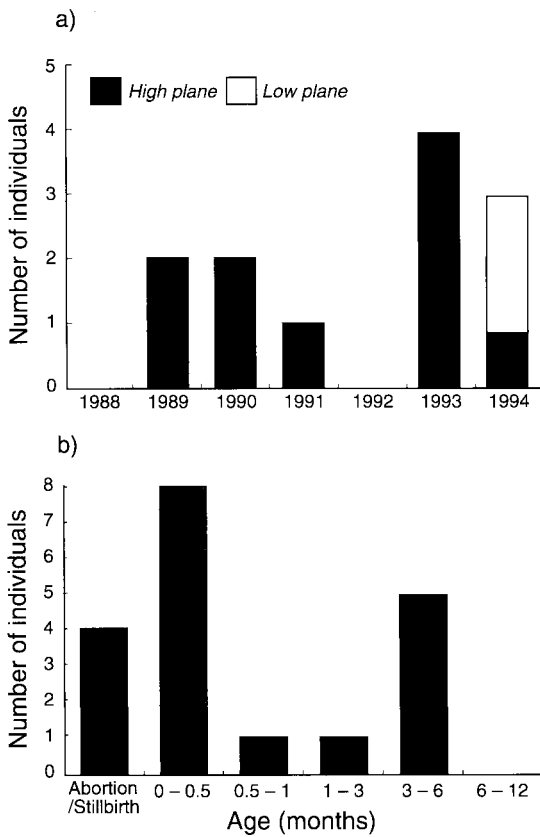 a)
Number of individuals
5
4
3
2
1
0
High plane
Low plane
1988 1989 1990 1991 1992 1993 1994
b)
Number of individuals
8
7
6
5
4
3
2
1
0
Abortion
/Stillbirth
0 – 0.5 0.5 – 1 1 – 3 3 – 6 6 – 12
Age (months)